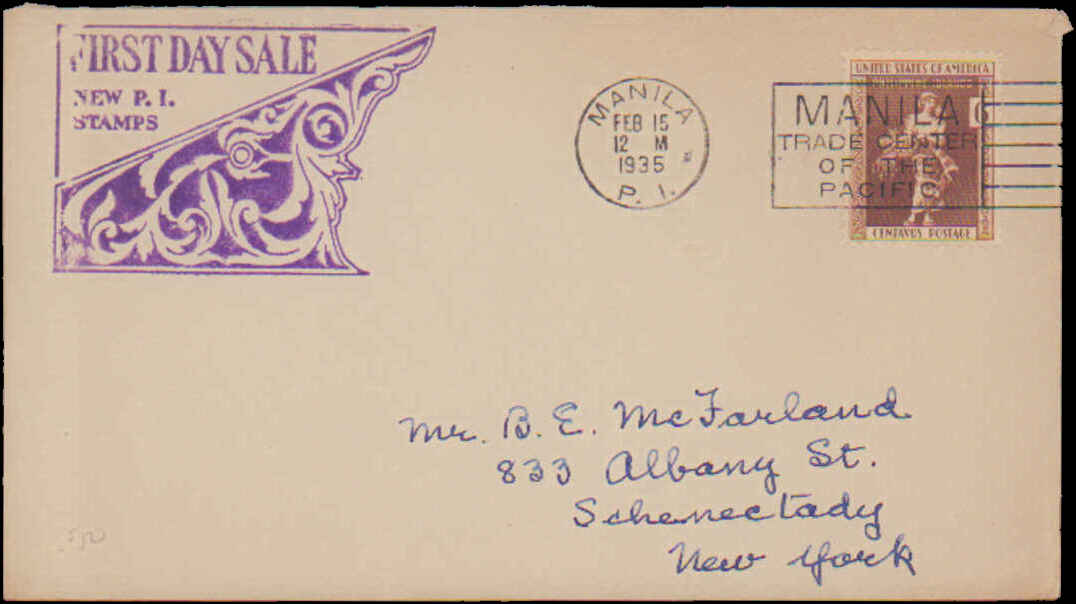 FIRST DAY SALE
NEW P. I.
STAMPS
MANILA
FEB 15
12 M
1935
P. I.
UNITED STATES OF AMERICA
MANILA
TRADE CENTER
OF THE
PACIFIC
CENTAVOS POSTAGE
Mr. B. E. McFarland
833 Albany St.
Schenectady
New York